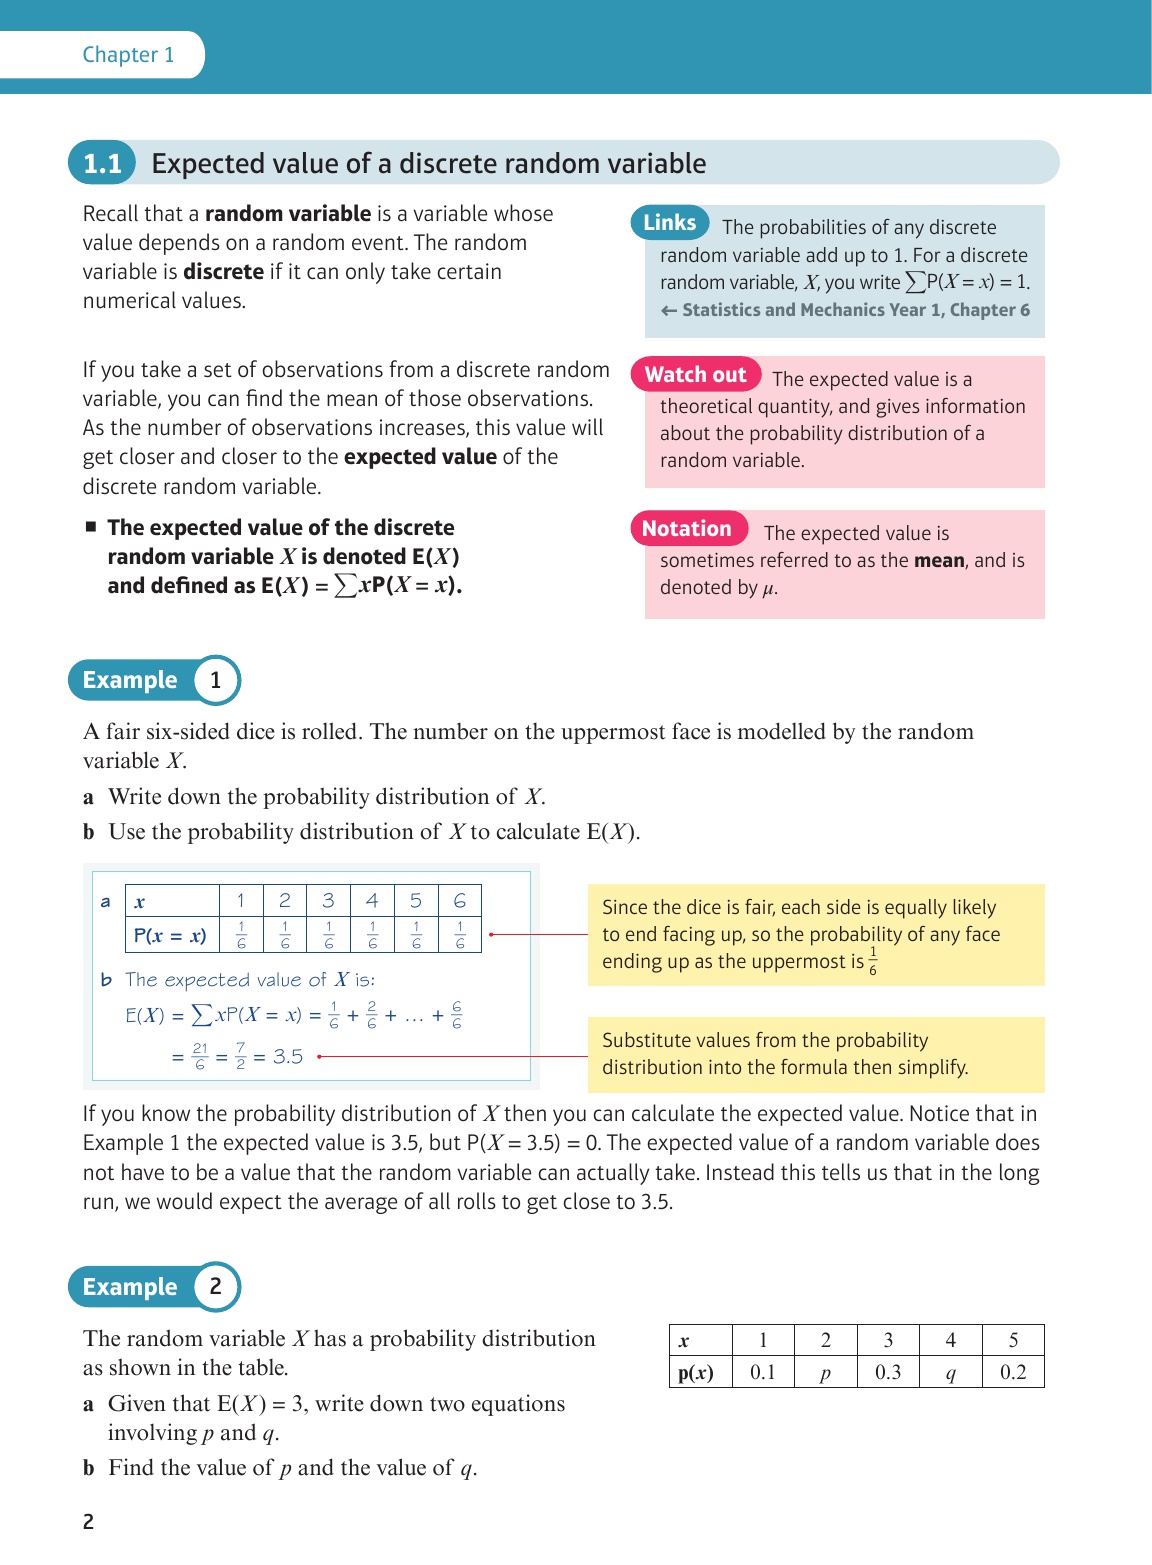 Chapter 1
1.1 Expected value of a discrete random variable
Recall that a random variable is a variable whose
value depends on a random event. The random
variable is discrete if it can only take certain
numerical values.
Links The probabilities of any discrete
random variable add up to 1. For a discrete
random variable, X, you write ∑P(X = x) = 1.
← Statistics and Mechanics Year 1, Chapter 6
If you take a set of observations from a discrete random
variable, you can find the mean of those observations.
As the number of observations increases, this value will
get closer and closer to the expected value of the
discrete random variable.
Watch out The expected value is a
theoretical quantity, and gives information
about the probability distribution of a
random variable.
■ The expected value of the discrete
random variable X is denoted E(X)
and defined as E(X) = ∑xP(X = x).
Notation The expected value is
sometimes referred to as the mean, and is
denoted by μ.
Example 1
A fair six-sided dice is rolled. The number on the uppermost face is modelled by the random
variable X.
a Write down the probability distribution of X.
b Use the probability distribution of X to calculate E(X).
a x 1 2 3 4 5 6
P(x = x) 1/6 1/6 1/6 1/6 1/6 1/6
b The expected value of X is:
E(X) = ∑xP(X = x) = 1/6 + 2/6 + … + 6/6
= 21/6 = 7/2 = 3.5
Since the dice is fair, each side is equally likely
to end facing up, so the probability of any face
ending up as the uppermost is 1/6
Substitute values from the probability
distribution into the formula then simplify.
If you know the probability distribution of X then you can calculate the expected value. Notice that in
Example 1 the expected value is 3.5, but P(X = 3.5) = 0. The expected value of a random variable does
not have to be a value that the random variable can actually take. Instead this tells us that in the long
run, we would expect the average of all rolls to get close to 3.5.
Example 2
The random variable X has a probability distribution
as shown in the table.
a Given that E(X) = 3, write down two equations
involving p and q.
b Find the value of p and the value of q.
x 1 2 3 4 5
p(x) 0.1 p 0.3 q 0.2
2